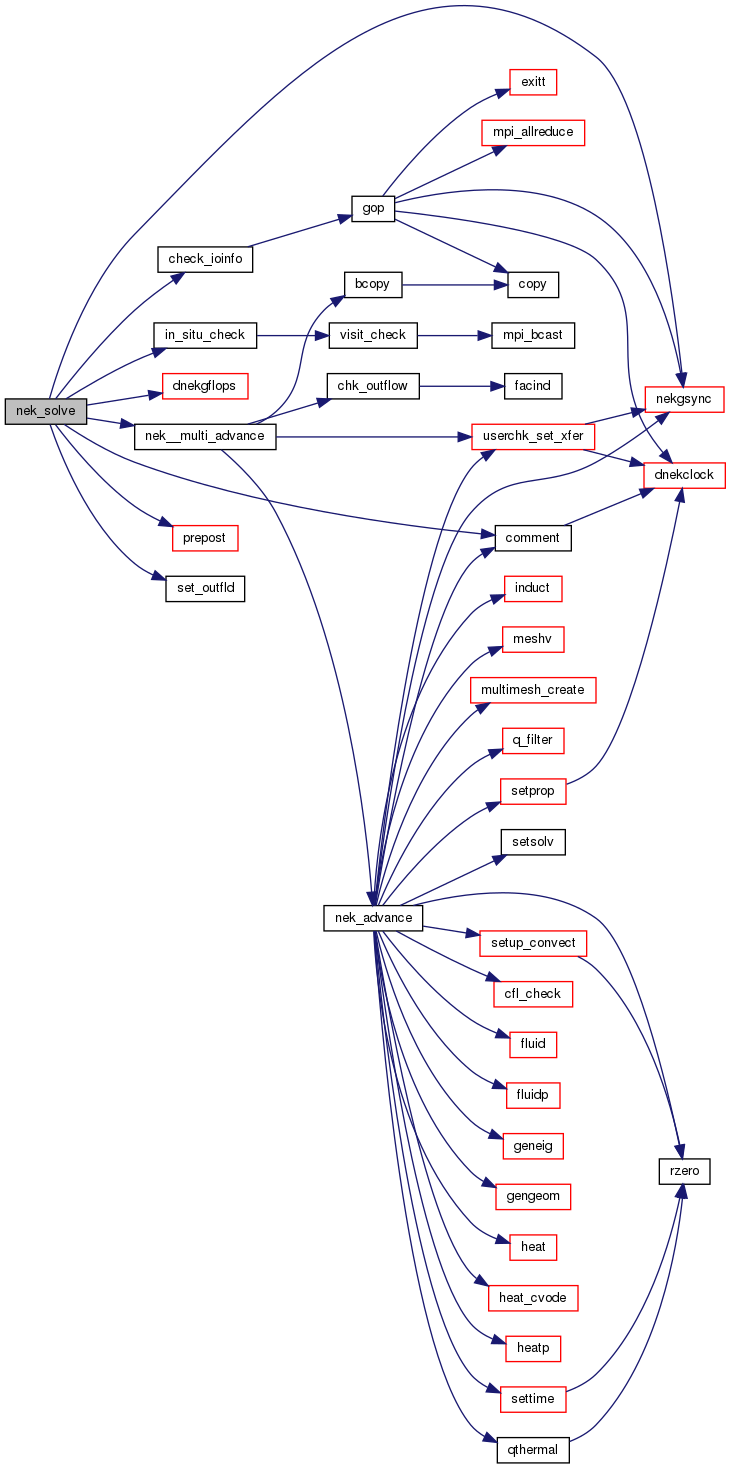 exitt
mpi_allreduce
gop
check_ioinfo
bcopy
copy
in_situ_check
visit_check
mpi_bcast
dnekgflops
chk_outflow
facind
nekgsync
nek_solve
nek__multi_advance
userchk_set_xfer
dnekclock
prepost
comment
set_outfld
induct
meshv
multimesh_create
q_filter
setprop
setsolv
nek_advance
setup_convect
cfl_check
fluid
fluidp
geneig
rzero
gengeom
heat
heat_cvode
heatp
settime
qthermal